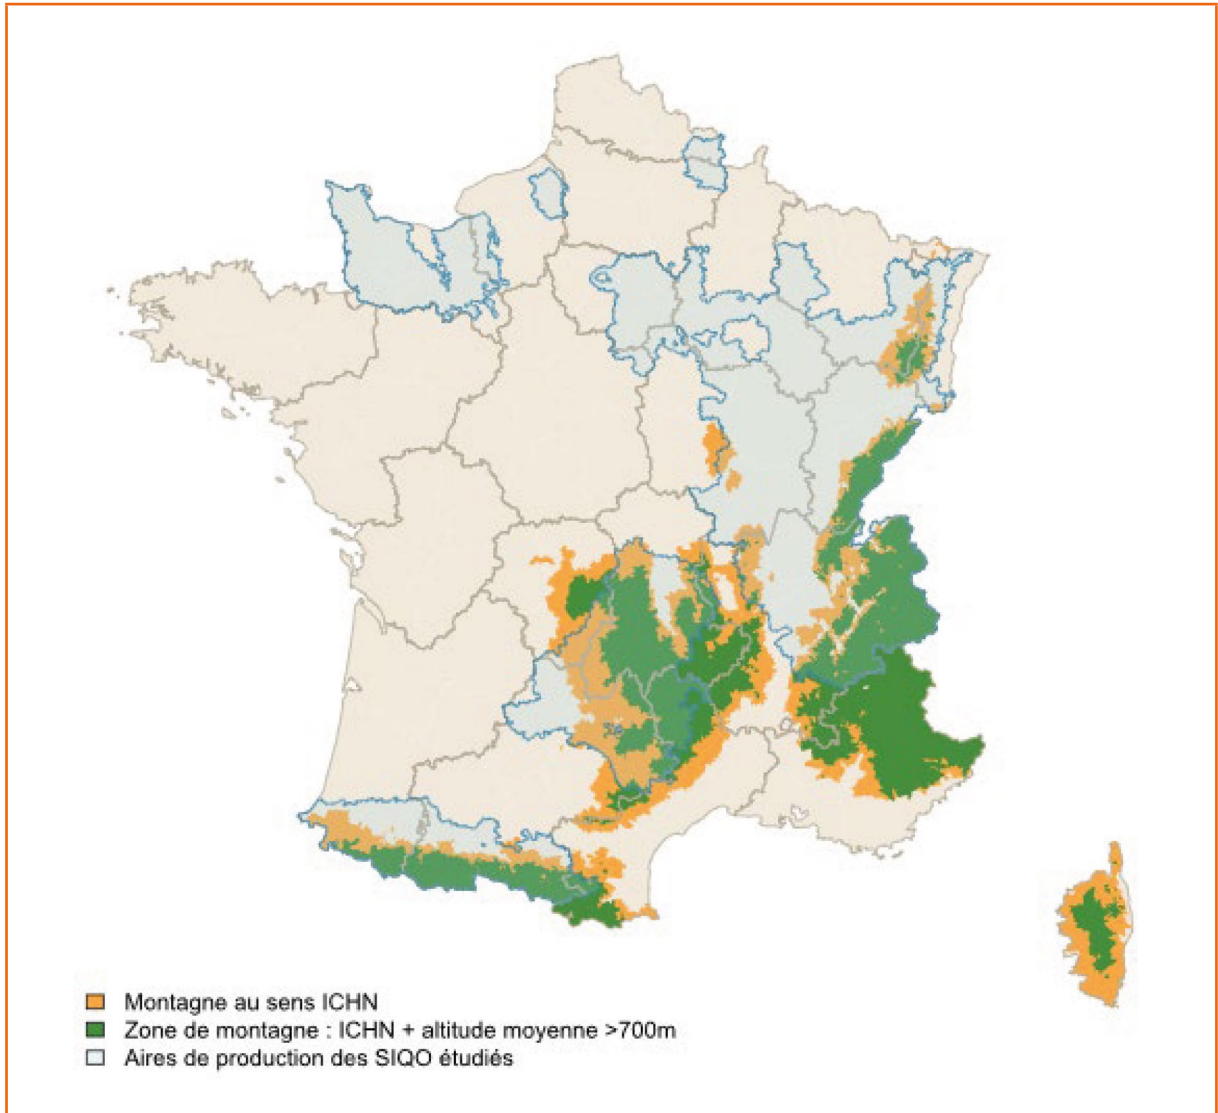 Montagne au sens ICHN
Zone de montagne : ICHN + altitude moyenne >700m
Aires de production des SIQO étudiés